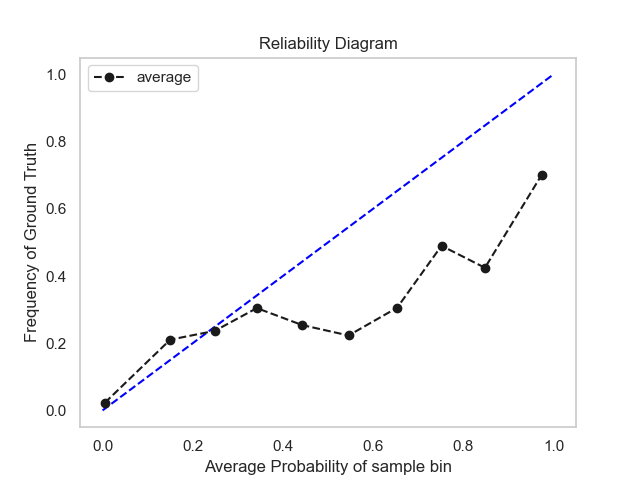 Reliability Diagram
average
1.0
0.8
0.6
0.4
0.2
0.0
Frequency of Ground Truth
0.0 0.2 0.4 0.6 0.8 1.0
Average Probability of sample bin